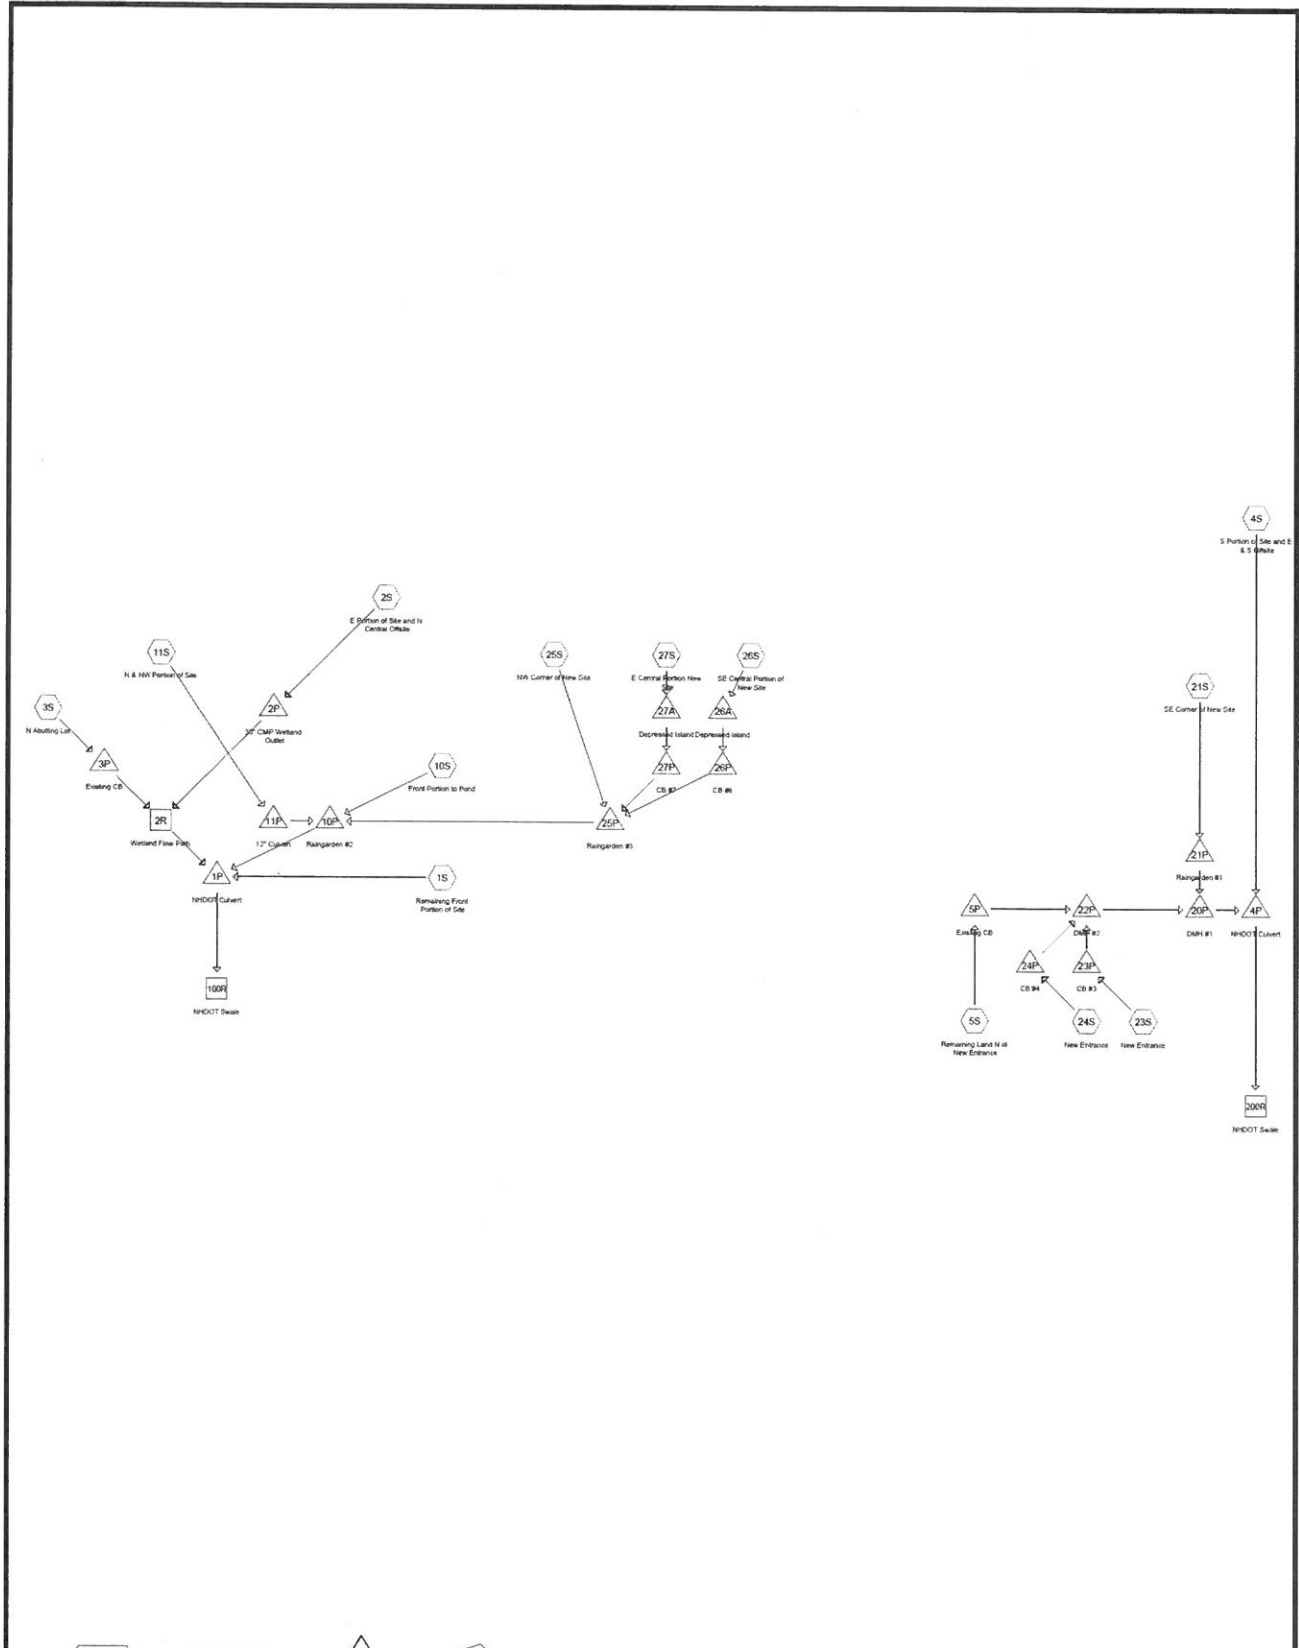 4S
S Portion of Site and E
& S Offsite
2S
E Portion of Site and N
Central Offsite
11S
N & NW Portion of Site
25S
NW Corner of New Site
27S
E Central Portion New
Site
26S
SE Central Portion of
New Site
21S
SE Corner of New Site
3S
N Abutting Lot
2P
30" CMP Wetland
Outlet
27A
Depressed Island
26A
Depressed Island
3P
Existing CB
10S
Front Portion to Pond
27P
CB #7
26P
CB #6
2R
Wetland Flow Path
11P
12" Culvert
10P
Raingarden #2
25P
Raingarden #3
21P
Raingarden #1
1P
NHDOT Culvert
1S
Remaining Front
Portion of Site
5P
Existing CB
22P
DMH #2
20P
DMH #1
4P
NHDOT Culvert
24P
CB #4
23P
CB #3
100R
NHDOT Swale
5S
Remaining Land N of
New Entrance
24S
New Entrance
23S
New Entrance
200R
NHDOT Swale